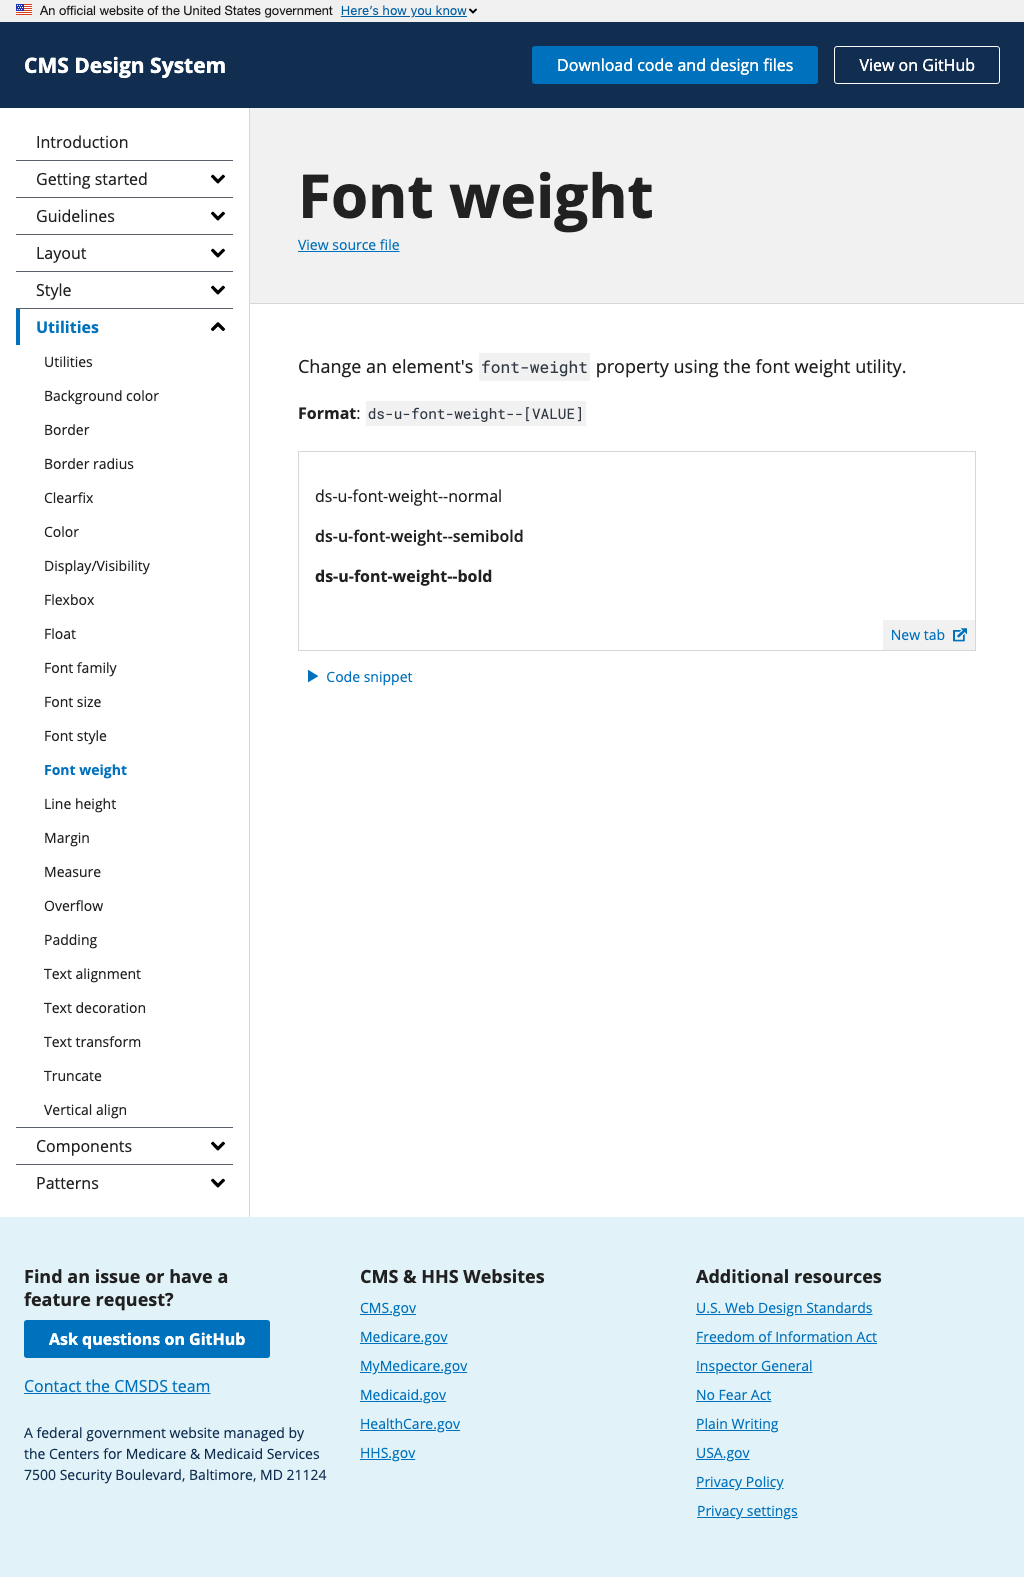 An official website of the United States government Here's how you know
CMS Design System
Download code and design files
View on GitHub
Introduction
Getting started
Guidelines
Layout
Style
Utilities
Utilities
Background color
Border
Border radius
Clearfix
Color
Display/Visibility
Flexbox
Float
Font family
Font size
Font style
Font weight
Line height
Margin
Measure
Overflow
Padding
Text alignment
Text decoration
Text transform
Truncate
Vertical align
Components
Patterns
Font weight
View source file
Change an element's font-weight property using the font weight utility.
Format: ds-u-font-weight--[VALUE]
ds-u-font-weight--normal
ds-u-font-weight--semibold
ds-u-font-weight--bold
New tab
Code snippet
Find an issue or have a
feature request?
Ask questions on GitHub
Contact the CMSDS team
A federal government website managed by
the Centers for Medicare & Medicaid Services
7500 Security Boulevard, Baltimore, MD 21124
CMS & HHS Websites
CMS.gov
Medicare.gov
MyMedicare.gov
Medicaid.gov
HealthCare.gov
HHS.gov
Additional resources
U.S. Web Design Standards
Freedom of Information Act
Inspector General
No Fear Act
Plain Writing
USA.gov
Privacy Policy
Privacy settings